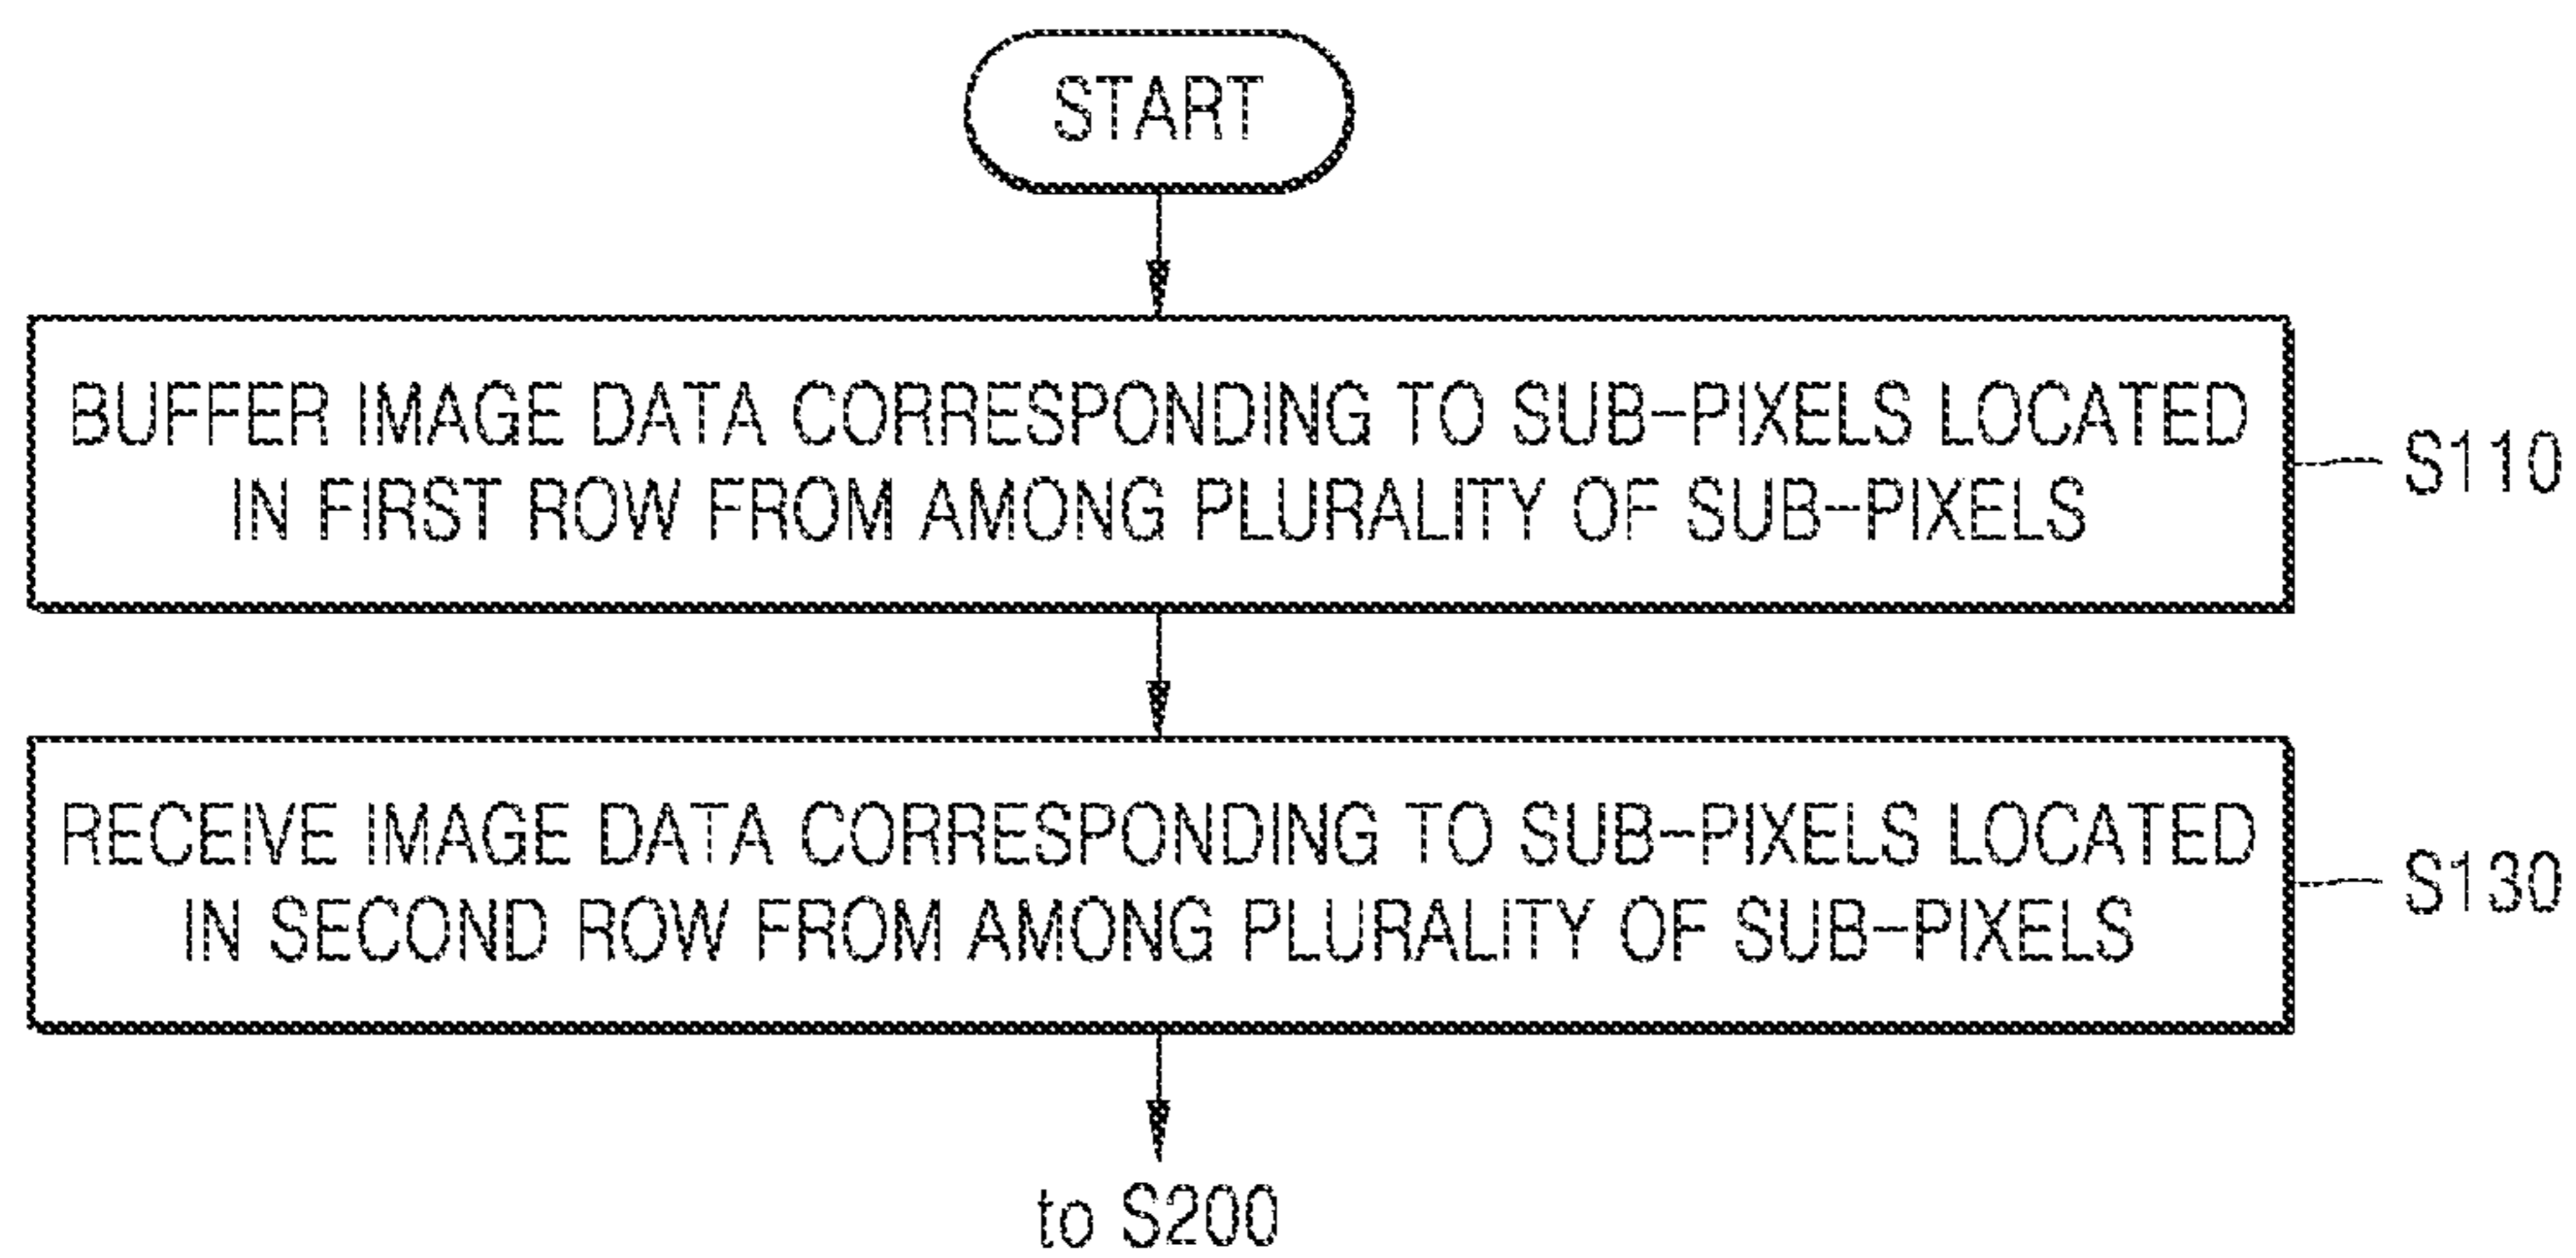 START
BUFFER IMAGE DATA CORRESPONDING TO SUB-PIXELS LOCATED
IN FIRST ROW FROM AMONG PLURALITY OF SUB-PIXELS
S110
RECEIVE IMAGE DATA CORRESPONDING TO SUB-PIXELS LOCATED
IN SECOND ROW FROM AMONG PLURALITY OF SUB-PIXELS
S130
to S200